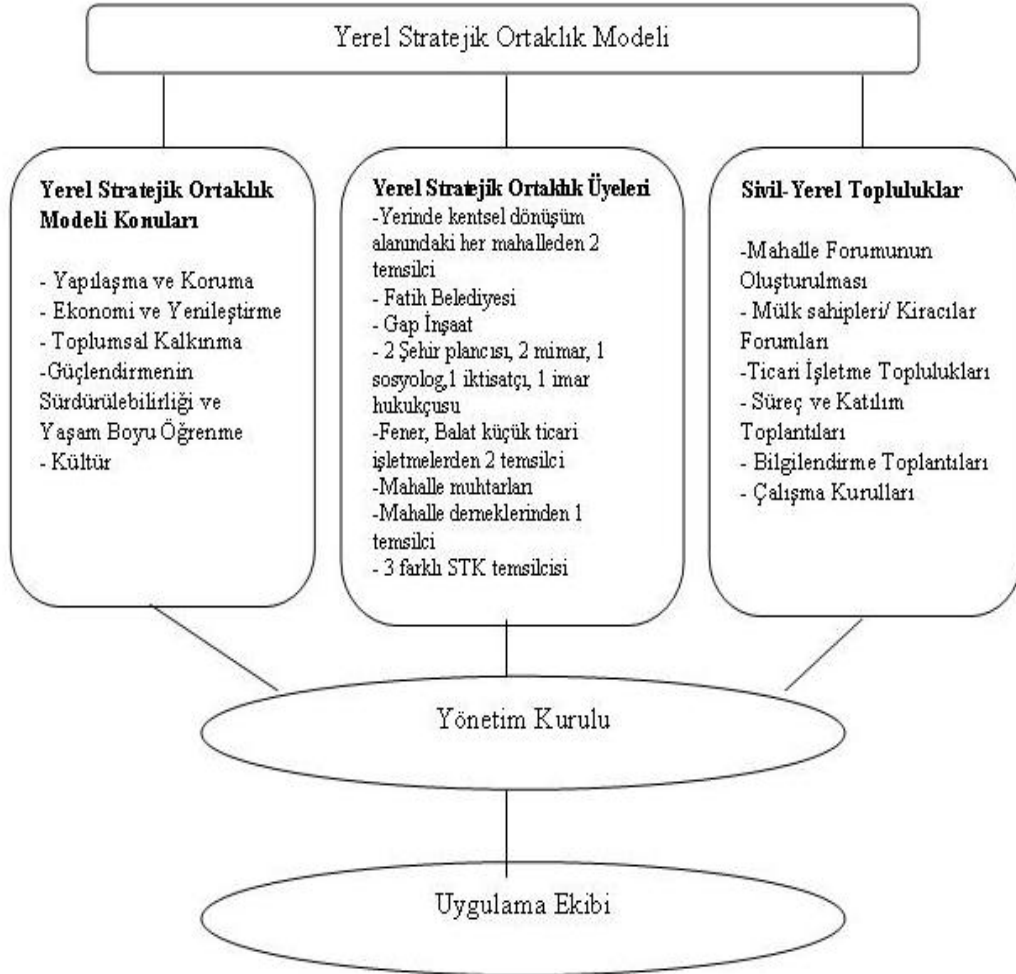 Yerel Stratejik Ortaklık Modeli
Yerel Stratejik Ortaklık
Modeli Konuları
- Yapılaşma ve Koruma
- Ekonomi ve Yenileştirme
- Toplumsal Kalkınma
-Güçlendirmenin
Sürdürülebilirliği ve
Yaşam Boyu Öğrenme
- Kültür
Yerel Stratejik Ortaklık Üyeleri
-Yerinde kentsel dönüşüm
alanındaki her mahalleden 2
temsilci
- Fatih Belediyesi
- Gap İnşaat
- 2 Şehir plancısı, 2 mimar, 1
sosyolog,1 iktisatçı, 1 imar
hukukçusu
-Fener, Balat küçük ticari
işletmelerden 2 temsilci
-Mahalle muhtarları
-Mahalle derneklerinden 1
temsilci
- 3 farklı STK temsilcisi
Sivil-Yerel Topluluklar
-Mahalle Forumunun
Oluşturulması
- Mülk sahipleri/ Kiracılar
Forumları
-Ticari İşletme Toplulukları
- Süreç ve Katılım
Toplantıları
- Bilgilendirme Toplantıları
- Çalışma Kurulları
Yönetim Kurulu
Uygulama Ekibi